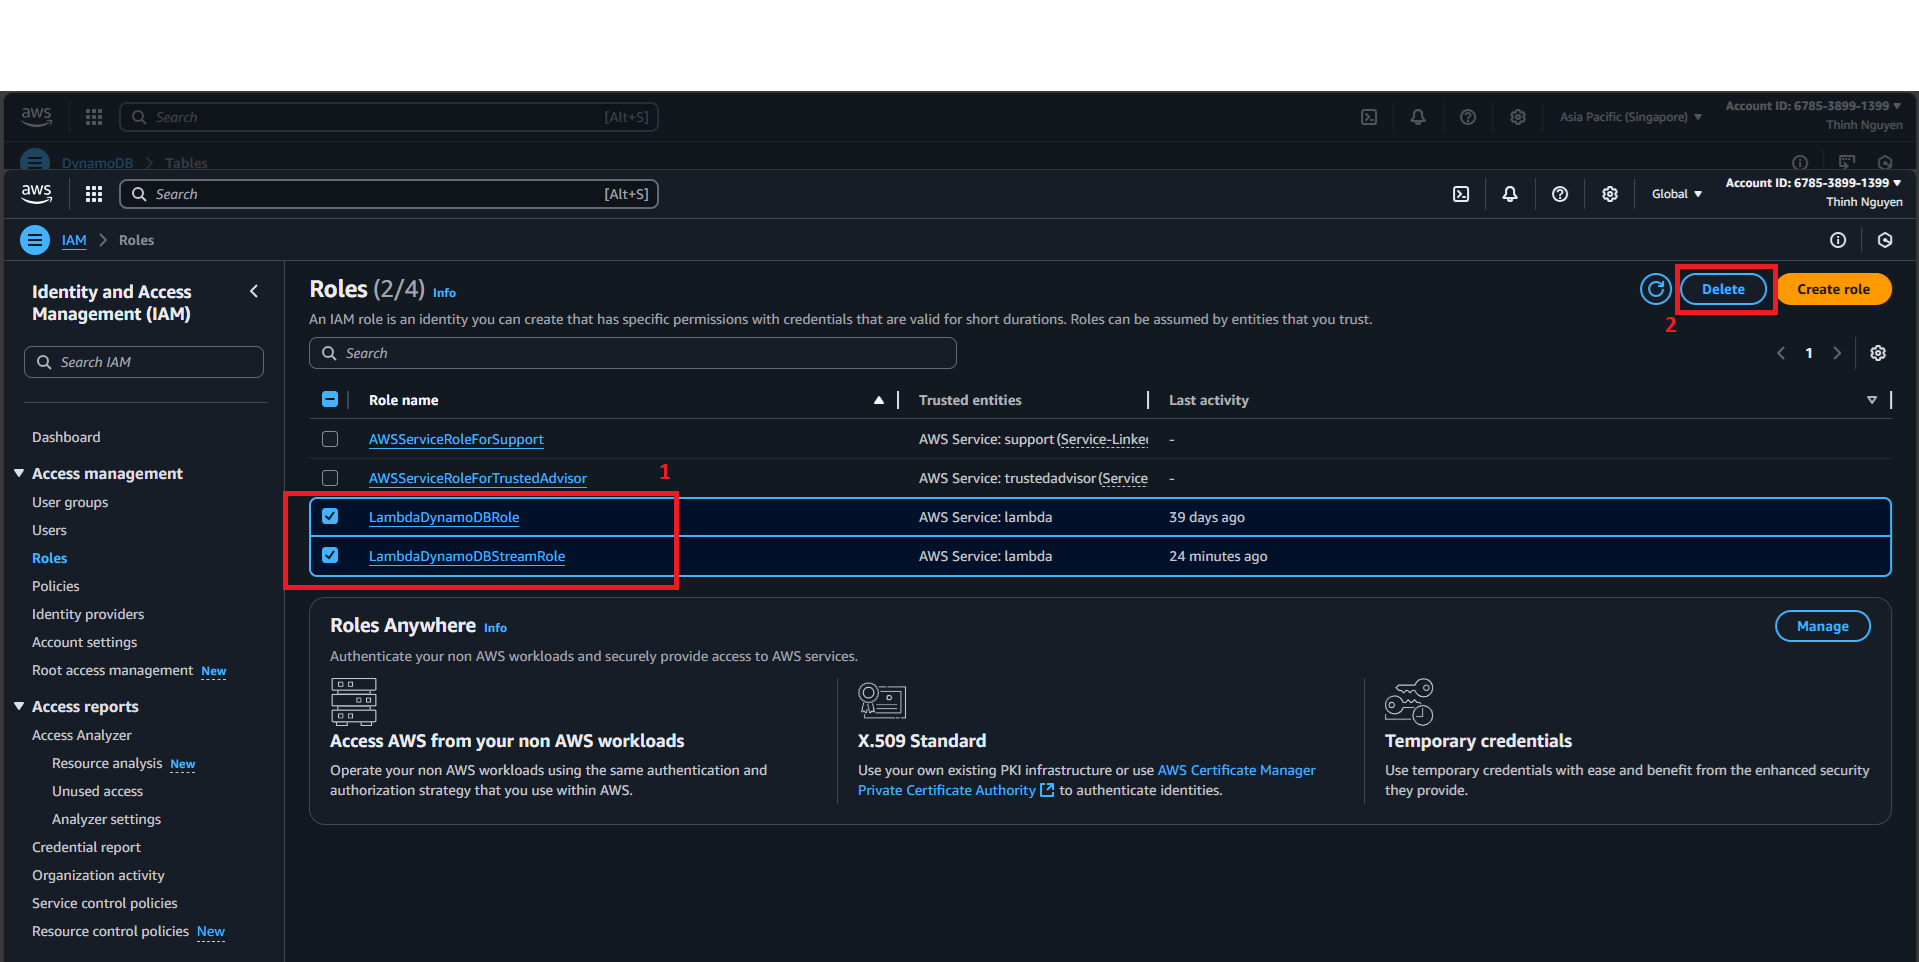 aws
Search
[Alt+S]
Asia Pacific (Singapore)
Account ID: 6785-3899-1399
Thinh Nguyen
DynamoDB
Tables
aws
Search
[Alt+S]
Global
Account ID: 6785-3899-1399
Thinh Nguyen
IAM
Roles
Identity and Access
Management (IAM)
Search IAM
Dashboard
Access management
User groups
Users
Roles
Policies
Identity providers
Account settings
Root access management New
Access reports
Access Analyzer
Resource analysis New
Unused access
Analyzer settings
Credential report
Organization activity
Service control policies
Resource control policies New
Roles (2/4) Info
Delete
Create role
2
An IAM role is an identity you can create that has specific permissions with credentials that are valid for short durations. Roles can be assumed by entities that you trust.
Search
1
Role name
Trusted entities
Last activity
AWSServiceRoleForSupport
AWS Service: support (Service-Linke
-
AWSServiceRoleForTrustedAdvisor
AWS Service: trustedadvisor (Service
-
1
LambdaDynamoDBRole
AWS Service: lambda
39 days ago
LambdaDynamoDBStreamRole
AWS Service: lambda
24 minutes ago
Roles Anywhere Info
Manage
Authenticate your non AWS workloads and securely provide access to AWS services.
Access AWS from your non AWS workloads
Operate your non AWS workloads using the same authentication and
authorization strategy that you use within AWS.
X.509 Standard
Use your own existing PKI infrastructure or use AWS Certificate Manager
Private Certificate Authority to authenticate identities.
Temporary credentials
Use temporary credentials with ease and benefit from the enhanced security
they provide.